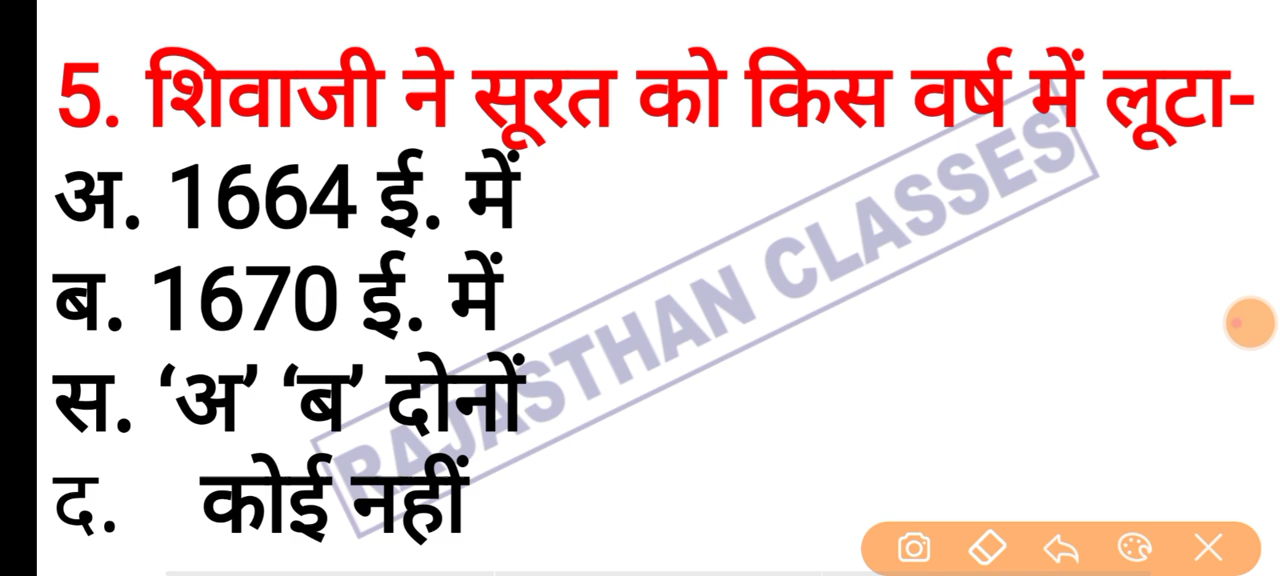 5. शिवाजी ने सूरत को किस वर्ष में लूटा-
अ. 1664 ई. में
ब. 1670 ई. में
स. ‘अ’ ‘ब’ दोनों
द. कोई नहीं
RAJASTHAN CLASSES